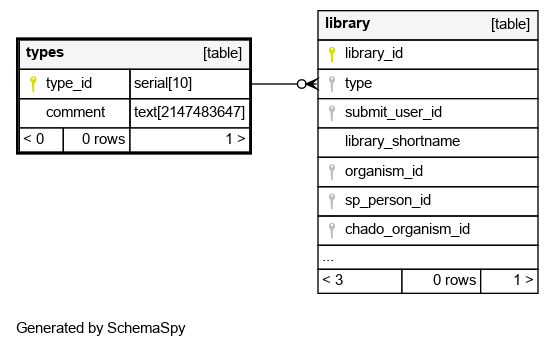 types [table]
type_id serial[10]
comment text[2147483647]
< 0 0 rows 1 >
library [table]
library_id
type
submit_user_id
library_shortname
organism_id
sp_person_id
chado_organism_id
...
< 3 0 rows 1 >
Generated by SchemaSpy